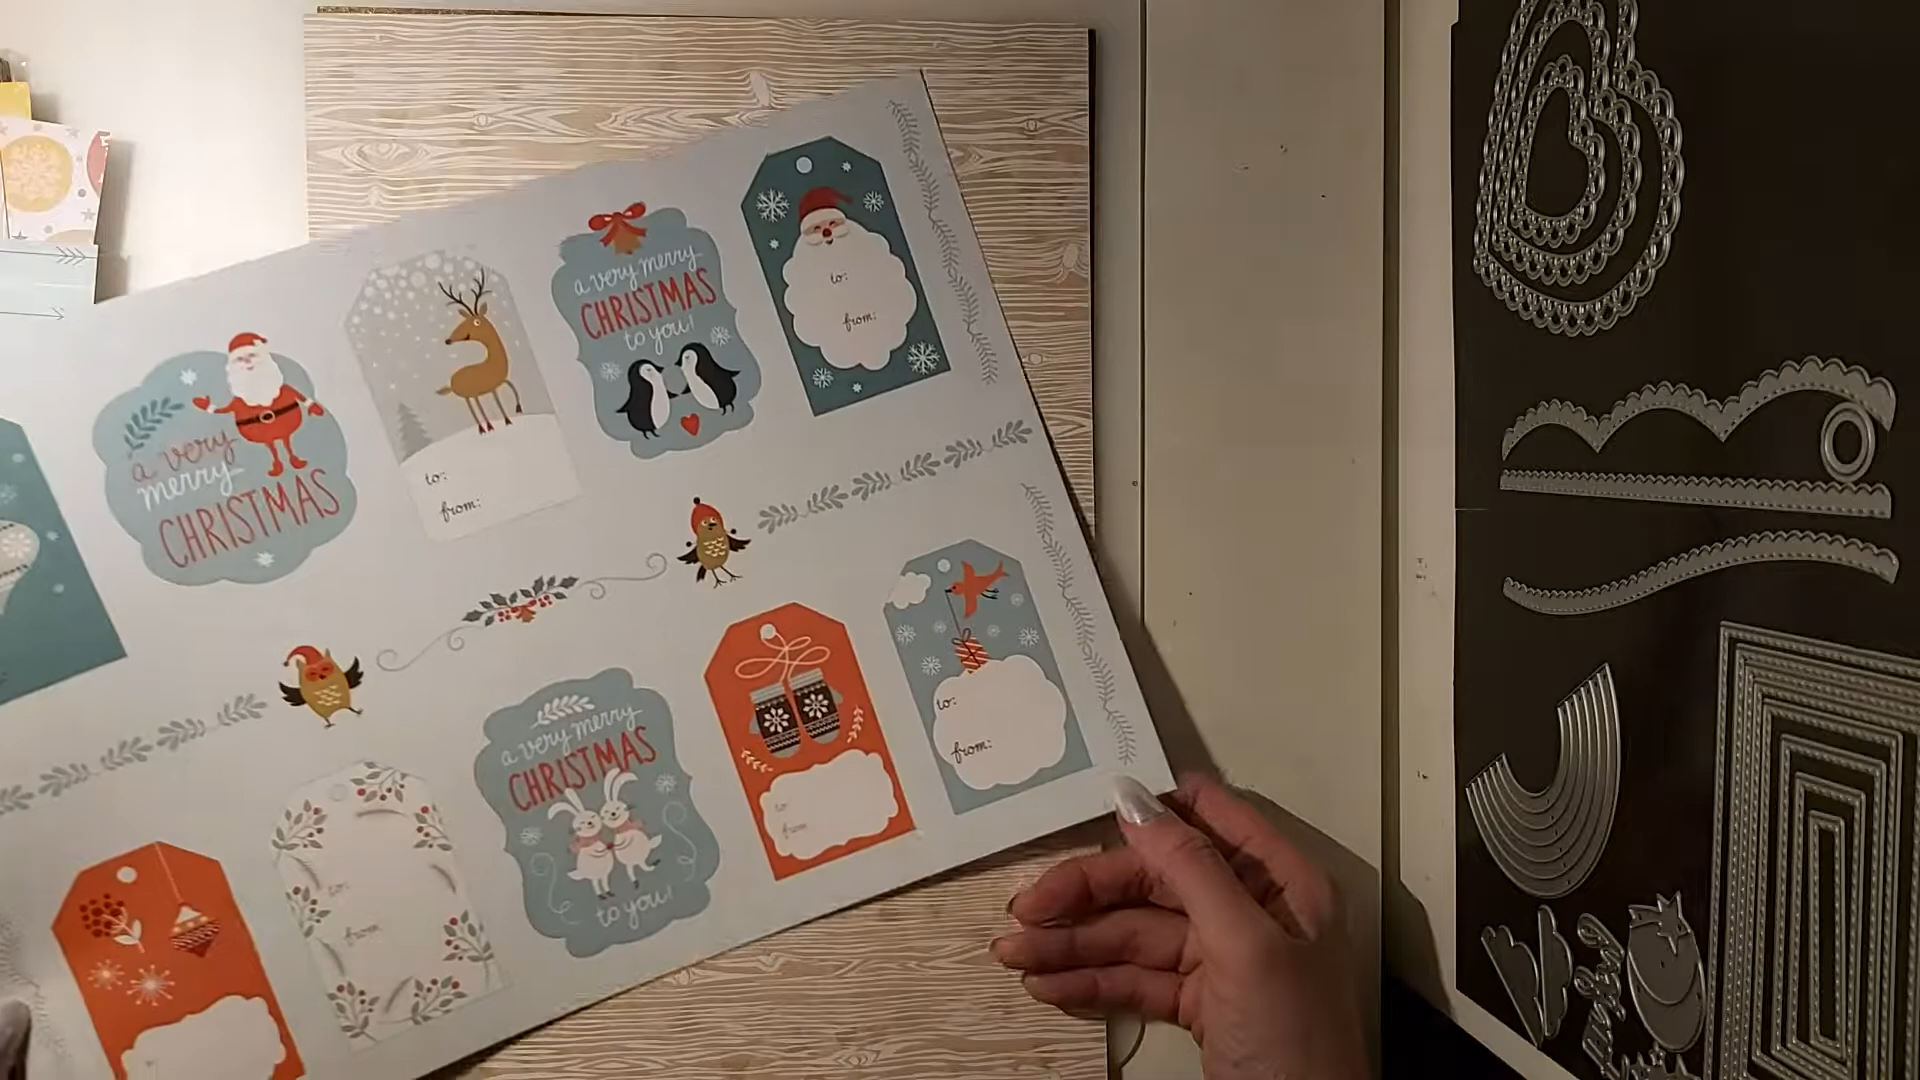 a very
merry
CHRISTMAS
to:
from:
a very merry
CHRISTMAS
to you!
to:
from:
to:
from
a very merry
CHRISTMAS
to you!
to:
from
to:
from: